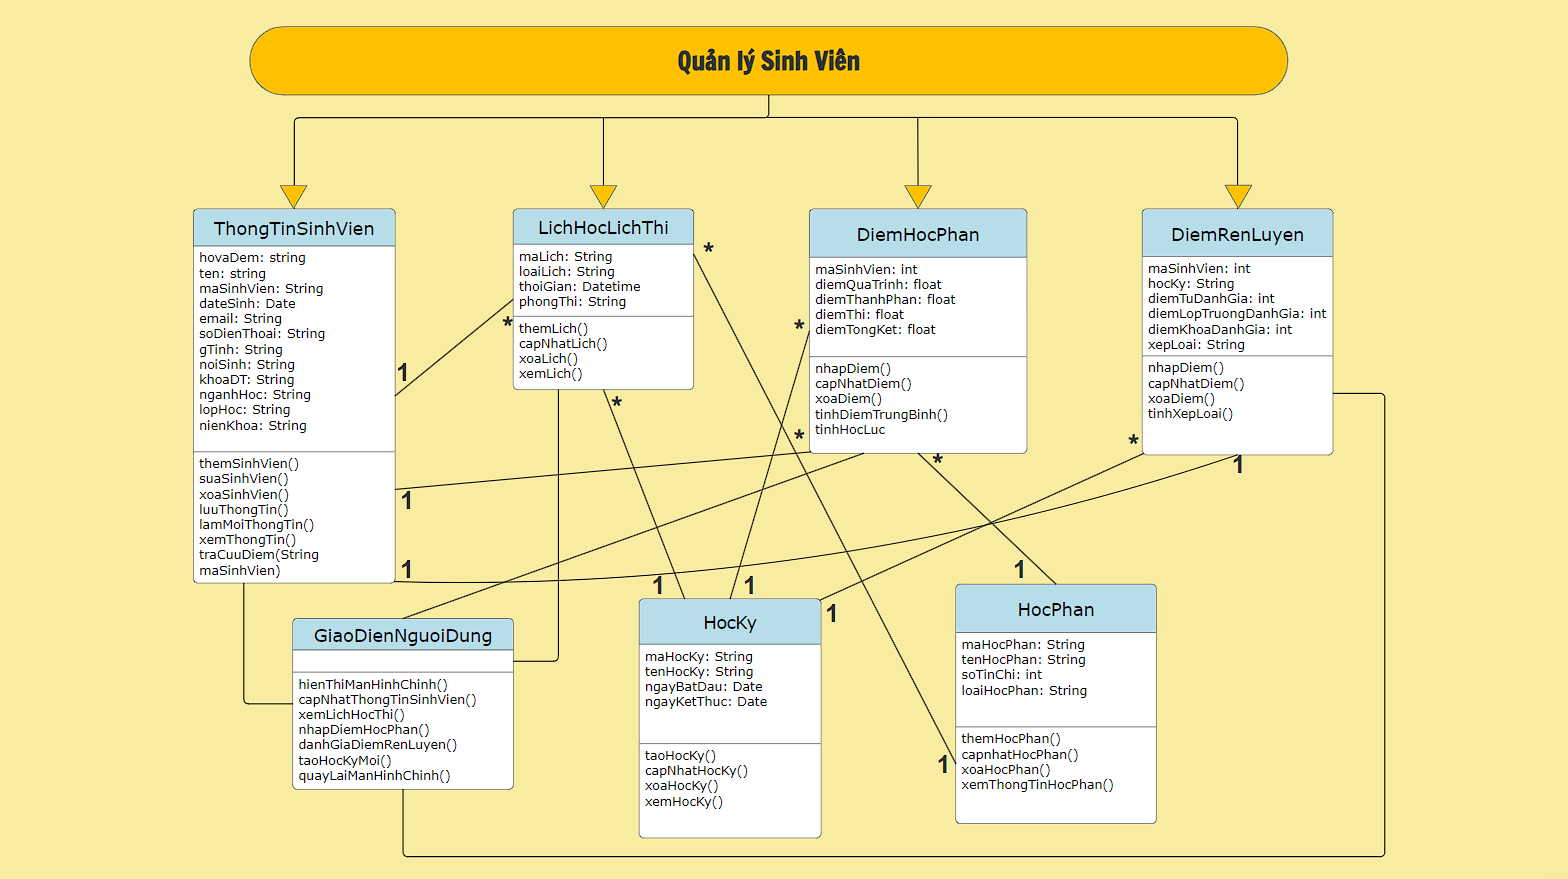 Quản lý Sinh Viên
ThongTinSinhVien
hovaDem: string
ten: string
maSinhVien: String
dateSinh: Date
email: String
soDienThoai: String
gTinh: String
noiSinh: String
khoaDT: String
nganhHoc: String
lopHoc: String
nienKhoa: String
themSinhVien()
suaSinhVien()
xoaSinhVien()
luuThongTin()
lamMoiThongTin()
xemThongTin()
traCuuDiem(String
maSinhVien)
LichHocLichThi
maLich: String
loaiLich: String
thoiGian: Datetime
phongThi: String
themLich()
capNhatLich()
xoaLich()
xemLich()
DiemHocPhan
maSinhVien: int
diemQuaTrinh: float
diemThanhPhan: float
diemThi: float
diemTongKet: float
nhapDiem()
capNhatDiem()
xoaDiem()
tinhDiemTrungBinh()
tinhHocLuc
DiemRenLuyen
maSinhVien: int
hocKy: String
diemTuDanhGia: int
diemLopTruongDanhGia: int
diemKhoaDanhGia: int
xepLoai: String
nhapDiem()
capNhatDiem()
xoaDiem()
tinhXepLoai()
*
*
1
*
*
*
*
*
1
1
1
1
1
1
1
1
GiaoDienNguoiDung
hienThiManHinhChinh()
capNhatThongTinSinhVien()
xemLichHocThi()
nhapDiemHocPhan()
danhGiaDiemRenLuyen()
taoHocKyMoi()
quayLaiManHinhChinh()
HocKy
maHocKy: String
tenHocKy: String
ngayBatDau: Date
ngayKetThuc: Date
taoHocKy()
capNhatHocKy()
xoaHocKy()
xemHocKy()
HocPhan
maHocPhan: String
tenHocPhan: String
soTinChi: int
loaiHocPhan: String
themHocPhan()
capnhatHocPhan()
xoaHocPhan()
xemThongTinHocPhan()